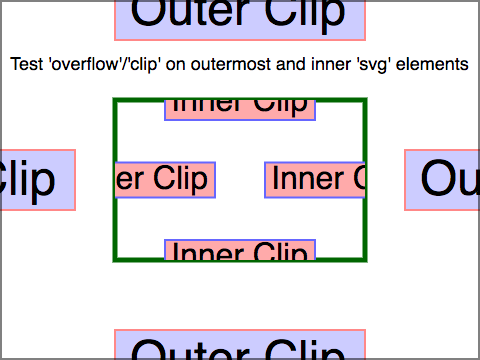 Outer Clip
Test 'overflow'/'clip' on outermost and inner 'svg' elements
Inner Clip
Clip
er Clip
Inner C
Ou
Inner Clip
Outer Clip